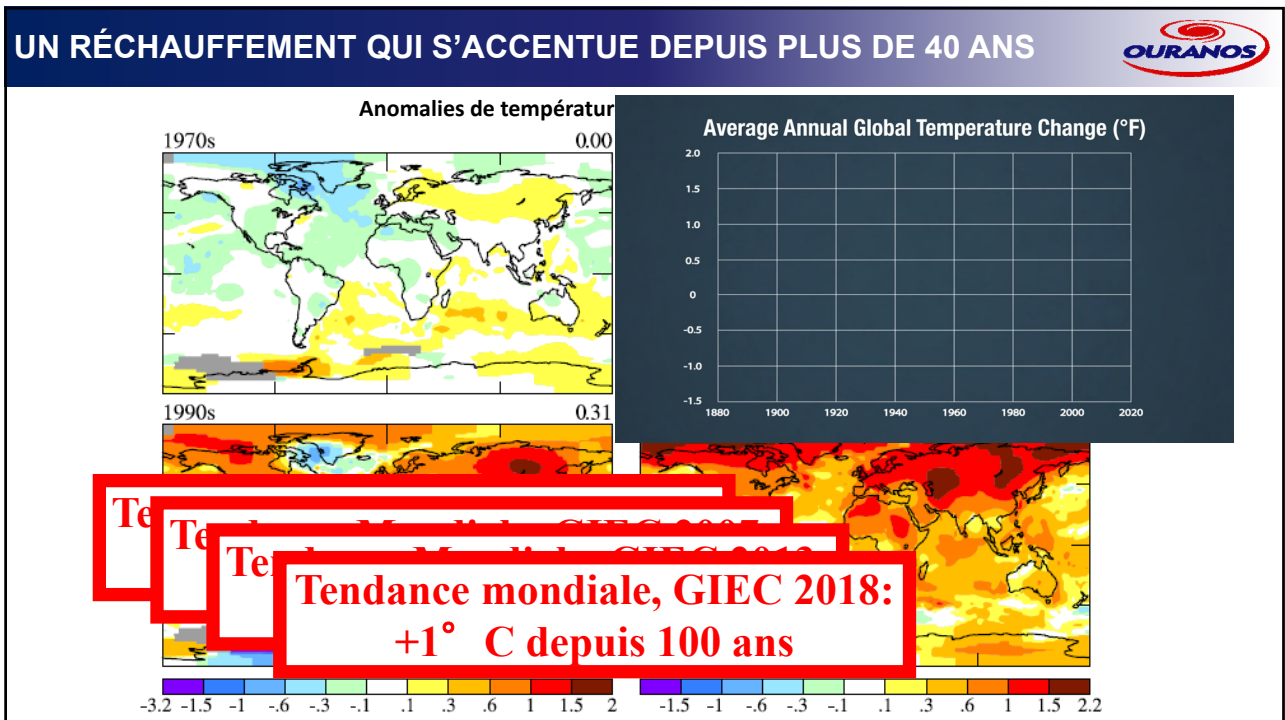 UN RÉCHAUFFEMENT QUI S’ACCENTUE DEPUIS PLUS DE 40 ANS
OURANOS
Anomalies de températur
1970s 0.00
Average Annual Global Temperature Change (°F)
2.0
1.5
1.0
0.5
0
-0.5
-1.0
-1.5
1880 1900 1920 1940 1960 1980 2000 2020
1990s 0.31
Te
Te
Te
Tendance mondiale, GIEC 2018:
+1° C depuis 100 ans
-3.2 -1.5 -1 -.6 -.3 -.1 .1 .3 .6 1 1.5 2
-1.5 -1 -.6 -.3 -.1 .1 .3 .6 1 1.5 2.2